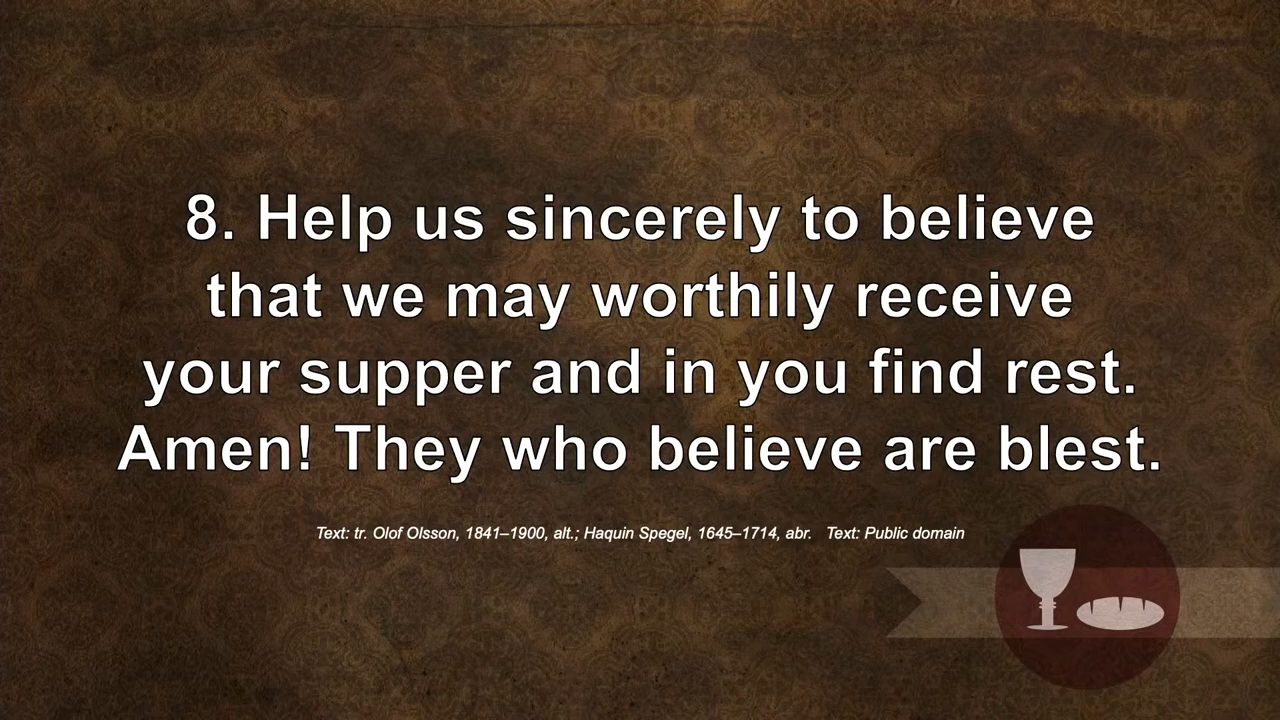 8. Help us sincerely to believe
that we may worthily receive
your supper and in you find rest.
Amen! They who believe are blest.
Text: tr. Olof Olsson, 1841–1900, alt.; Haquin Spegel, 1645–1714, abr.   Text: Public domain